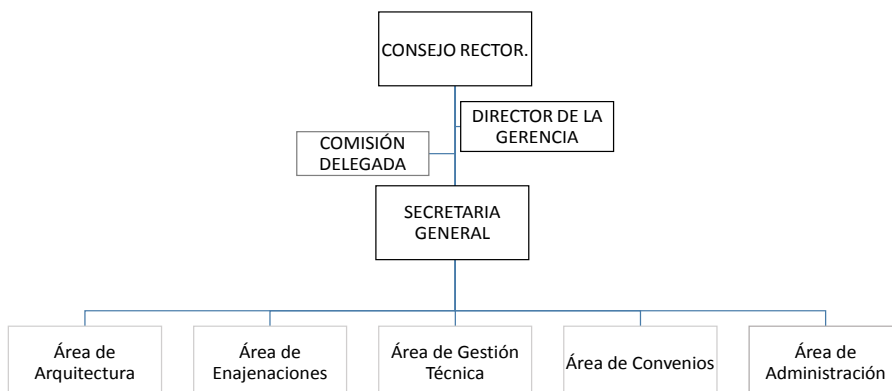 CONSEJO RECTOR.
DIRECTOR DE LA
GERENCIA
COMISIÓN
DELEGADA
SECRETARIA
GENERAL
Área de
Arquitectura
Área de
Enajenaciones
Área de Gestión
Técnica
Área de Convenios
Área de
Administración